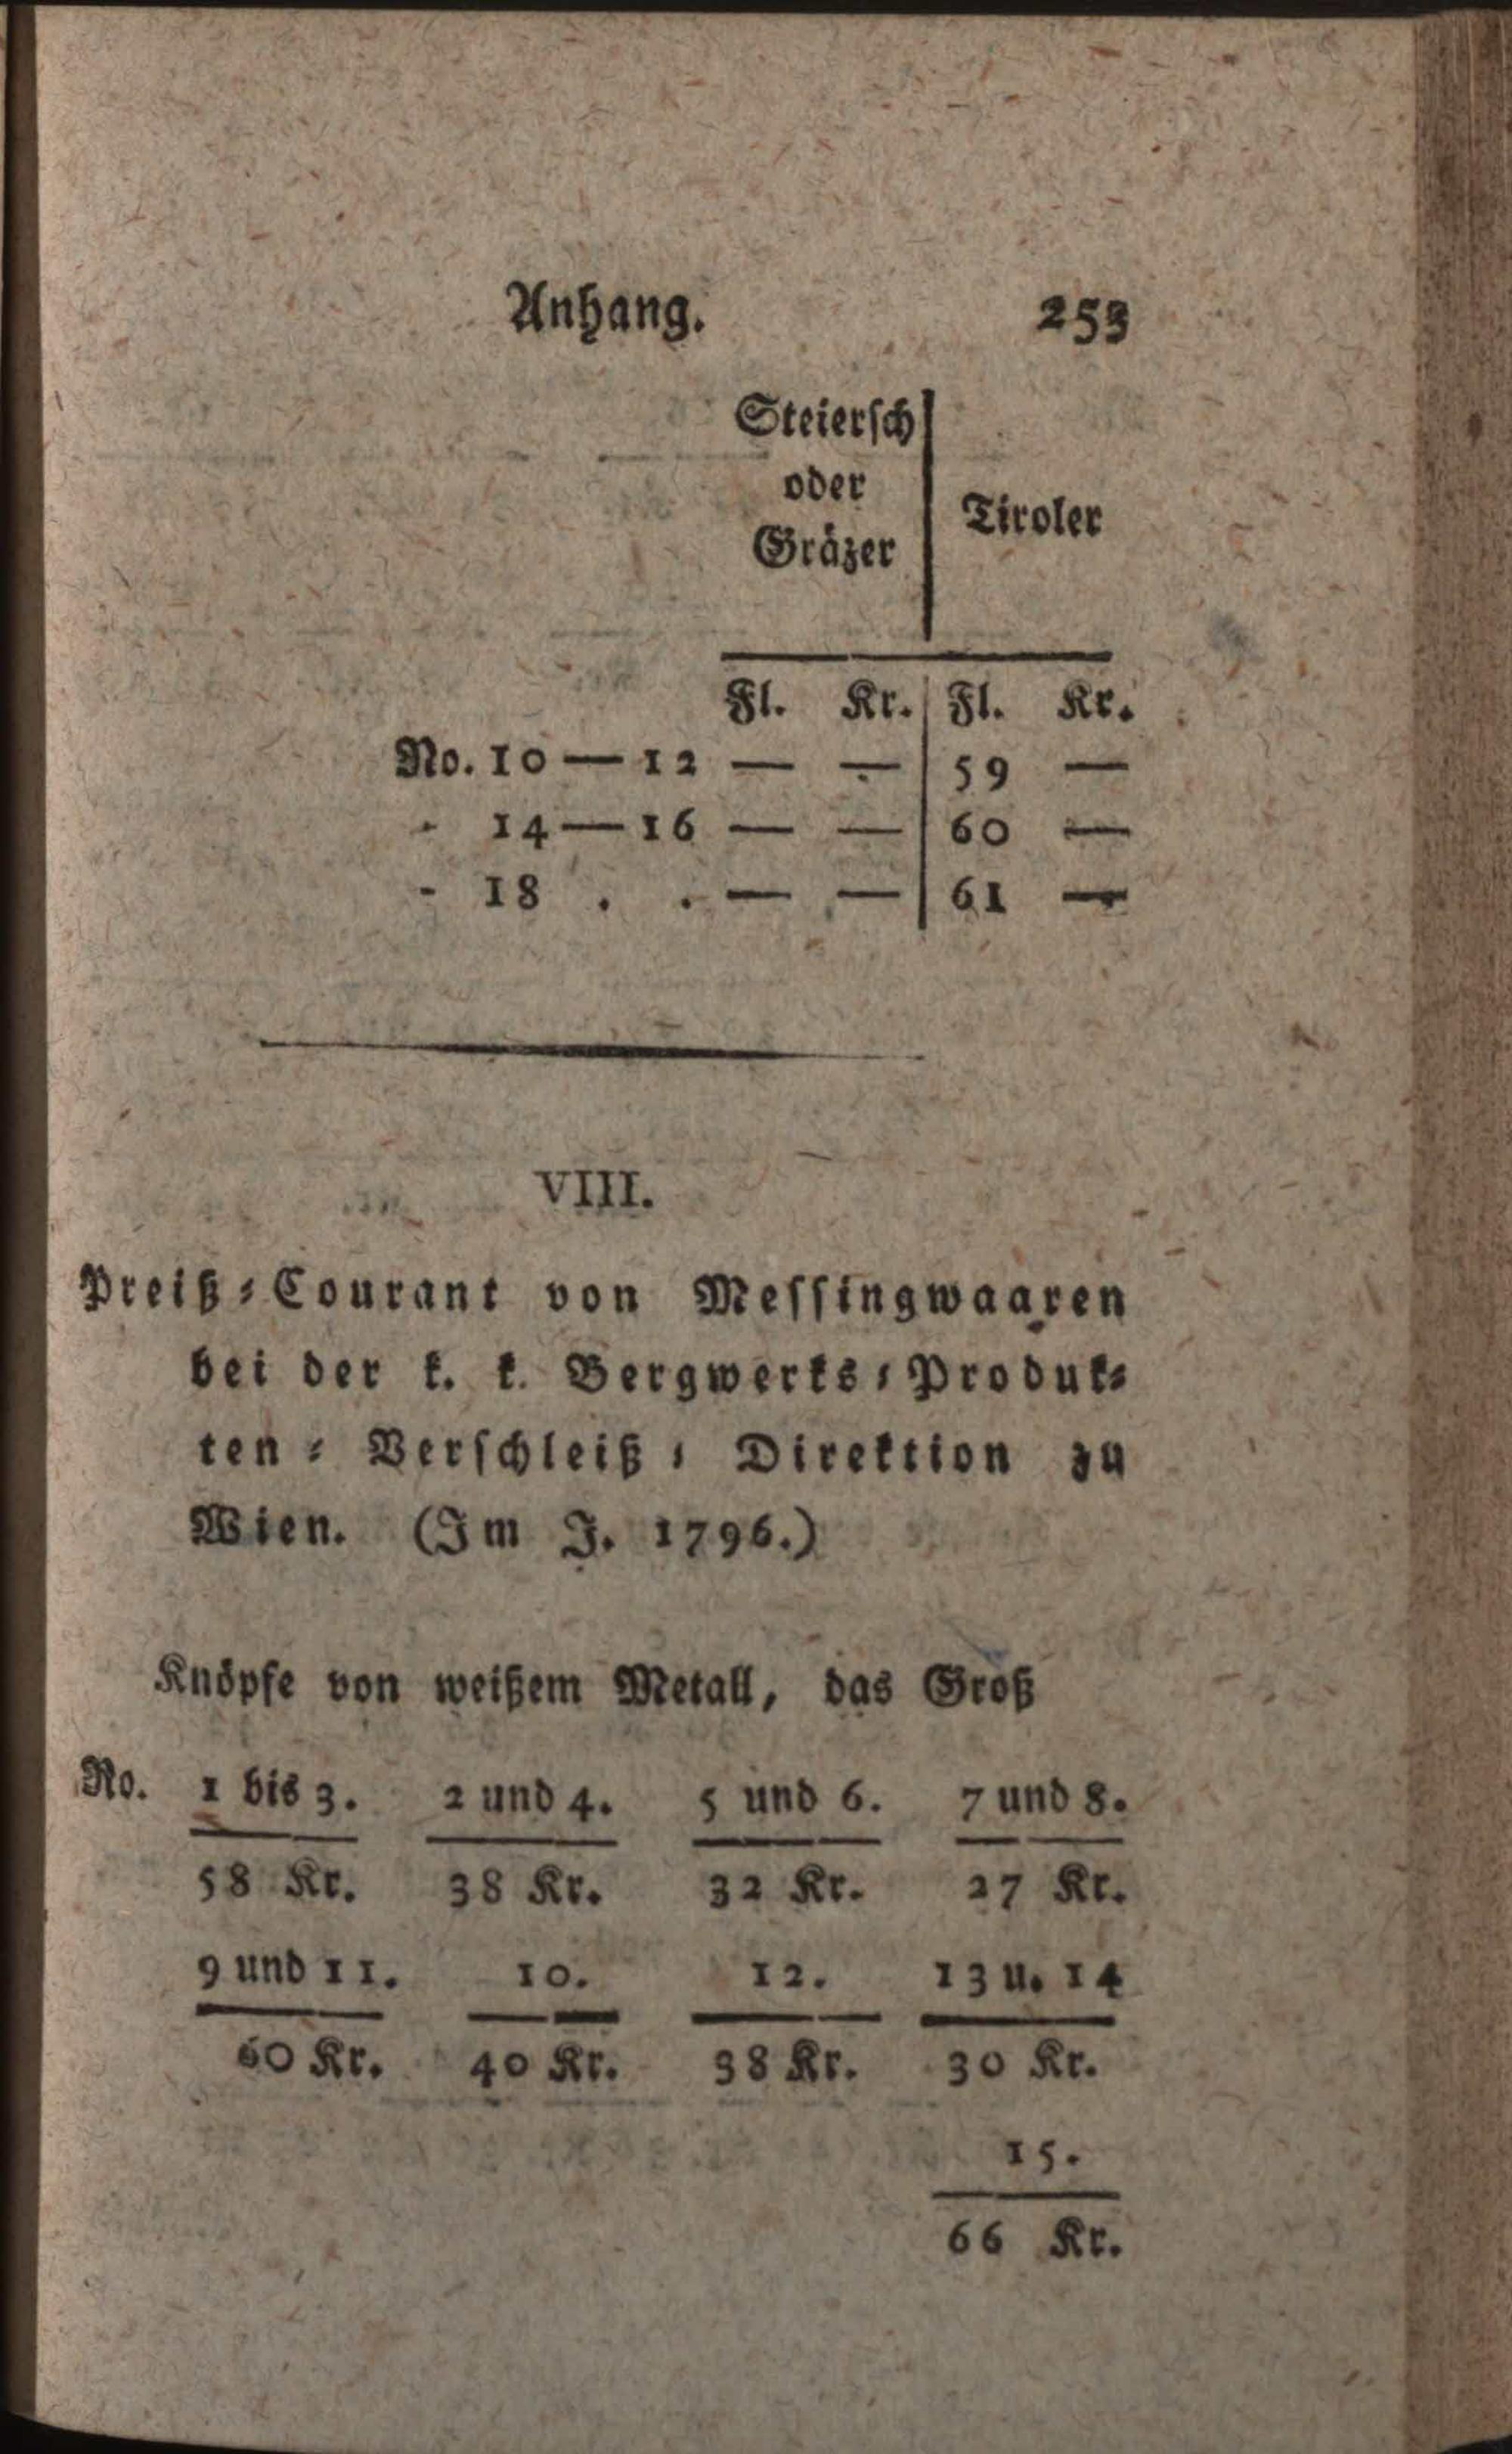 Anhang. 253
Steiersch
oder
Gräzer
Tiroler
Fl. Kr. Fl. Kr.
No. 10 — 12 — — 59 —
- 14 — 16 — — 60 —
- 18 . . — — 61 —
VIII.
Preiß-Courant von Messingwaaren
bei der k. k. Bergwerks-Produk-
ten-Verschleiß-Direktion zu
Wien. (Im J. 1796.)
Knöpfe von weißem Metall, das Groß
No. 1 bis 3. 2 und 4. 5 und 6. 7 und 8.
58 Kr. 38 Kr. 32 Kr. 27 Kr.
9 und 11. 10. 12. 13 u. 14
60 Kr. 40 Kr. 38 Kr. 30 Kr.
15.
66 Kr.